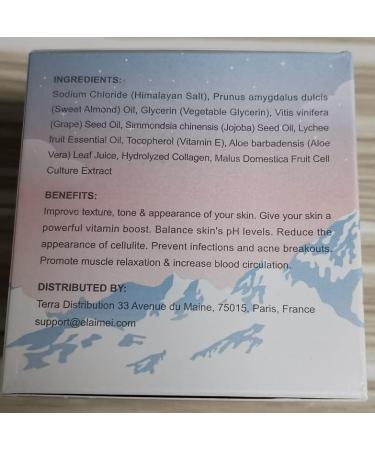 INGREDIENTS:
Sodium Chloride (Himalayan Salt), Prunus amygdalus dulcis
(Sweet Almond) Oil, Glycerin (Vegetable Glycerin), Vitis vinifera
(Grape) Seed Oil, Simmondsia chinensis (Jojoba) Seed Oil, Lychee
fruit Essential Oil, Tocopherol (Vitamin E), Aloe barbadensis (Aloe
Vera) Leaf Juice, Hydrolyzed Collagen, Malus Domestica Fruit Cell
Culture Extract
BENEFITS:
Improve texture, tone & appearance of your skin. Give your skin a
powerful vitamin boost. Balance skin's pH levels. Reduce the
appearance of cellulite. Prevent infections and acne breakouts.
Promote muscle relaxation & increase blood circulation.
DISTRIBUTED BY:
Terra Distribution 33 Avenue du Maine, 75015, Paris, France
support@elaimei.com